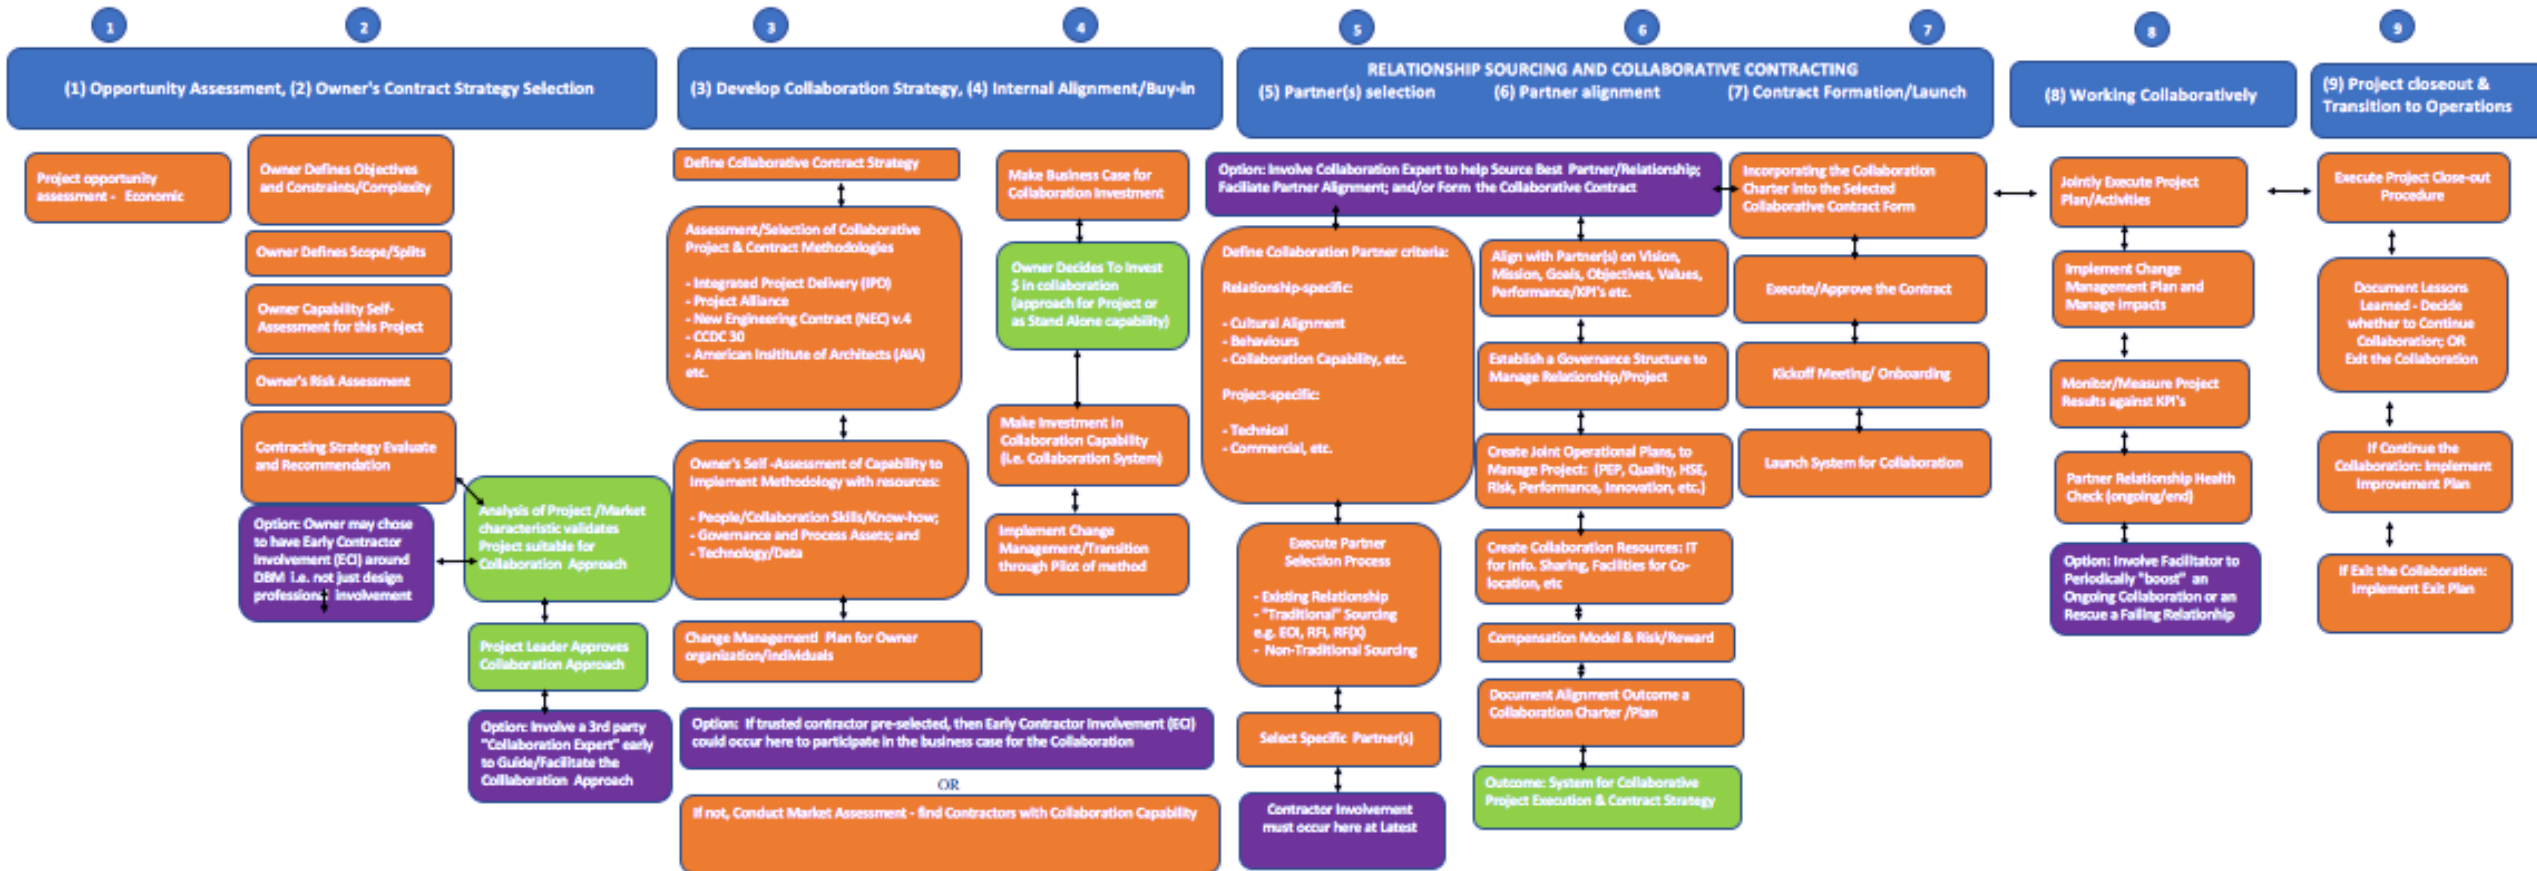 1
2
3
4
5
6
7
8
9
(1) Opportunity Assessment, (2) Owner's Contract Strategy Selection
(3) Develop Collaboration Strategy, (4) Internal Alignment/Buy-in
RELATIONSHIP SOURCING AND COLLABORATIVE CONTRACTING
(5) Partner(s) selection
(6) Partner alignment
(7) Contract Formation/Launch
(8) Working Collaboratively
(9) Project closeout &
Transition to Operations
Project opportunity
assessment - Economic
Owner Defines Objectives
and Constraints/Complexity
Owner Defines Scope/Splits
Owner Capability Self-
Assessment for this Project
Owner's Risk Assessment
Contracting Strategy Evaluate
and Recommendation
Option: Owner may chose
to have Early Contractor
Involvement (ECI) around
DBM i.e. not just design
professional involvement
Analysis of Project /Market
characteristic validates
Project suitable for
Collaboration Approach
Project Leader Approves
Collaboration Approach
Option: Involve a 3rd party
"Collaboration Expert" early
to Guide/Facilitate the
Colllaboration Approach
Define Collaborative Contract Strategy
Assessment/Selection of Collaborative
Project & Contract Methodologies
- Integrated Project Delivery (IPD)
- Project Alliance
- New Engineering Contract (NEC) v.4
- CCDC 30
- American Insititute of Architects (AIA)
etc.
Owner's Self -Assessment of Capability to
Implement Methodology with resources:
- People/Collaboration Skills/Know-how;
- Governance and Process Assets; and
- Technology/Data
Change Managementl Plan for Owner
organization/individuals
Make Business Case for
Collaboration Investment
Owner Decides To Invest
$ in collaboration
(approach for Project or
as Stand Alone capability)
Make Investment in
Collaboration Capability
(i.e. Collaboration System)
Implement Change
Management/Transition
through Pilot of method
Option: If trusted contractor pre-selected, then Early Contractor Involvement (ECI)
could occur here to participate in the business case for the Collaboration
OR
If not, Conduct Market Assessment - find Contractors with Collaboration Capability
Option: Involve Collaboration Expert to help Source Best Partner/Relationship;
Faciliate Partner Alignment; and/or Form the Collaborative Contract
Define Collaboration Partner criteria:
Relationship-specific:
- Cultural Alignment
- Behaviours
- Collaboration Capability, etc.
Project-specific:
- Technical
- Commercial, etc.
Execute Partner
Selection Process
- Existing Relationship
- "Traditional" Sourcing
e.g. EOI, RFI, RF(X)
- Non-Traditional Sourcing
Select Specific Partner(s)
Contractor Involvement
must occur here at Latest
Align with Partner(s) on Vision,
Mission, Goals, Objectives, Values,
Performance/KPI's etc.
Establish a Governance Structure to
Manage Relationship/Project
Create Joint Operational Plans, to
Manage Project: (PEP, Quality, HSE,
Risk, Performance, Innovation, etc.)
Create Collaboration Resources: IT
for Info. Sharing, Facilities for Co-
location, etc
Compensation Model & Risk/Reward
Document Alignment Outcome a
Collaboration Charter /Plan
Outcome: System for Collaborative
Project Execution & Contract Strategy
Incorporating the Collaboration
Charter into the Selected
Collaborative Contract Form
Execute/Approve the Contract
Kickoff Meeting/ Onboarding
Launch System for Collaboration
Jointly Execute Project
Plan/Activities
Implement Change
Management Plan and
Manage impacts
Monitor/Measure Project
Results against KPI's
Partner Relationship Health
Check (ongoing/end)
Option: Involve Facilitator to
Periodically "boost" an
Ongoing Collaboration or an
Rescue a Failing Relationship
Execute Project Close-out
Procedure
Document Lessons
Learned - Decide
whether to Continue
Collaboration; OR
Exit the Collaboration
If Continue the
Collaboration: Implement
Improvement Plan
If Exit the Collaboration:
Implement Exit Plan